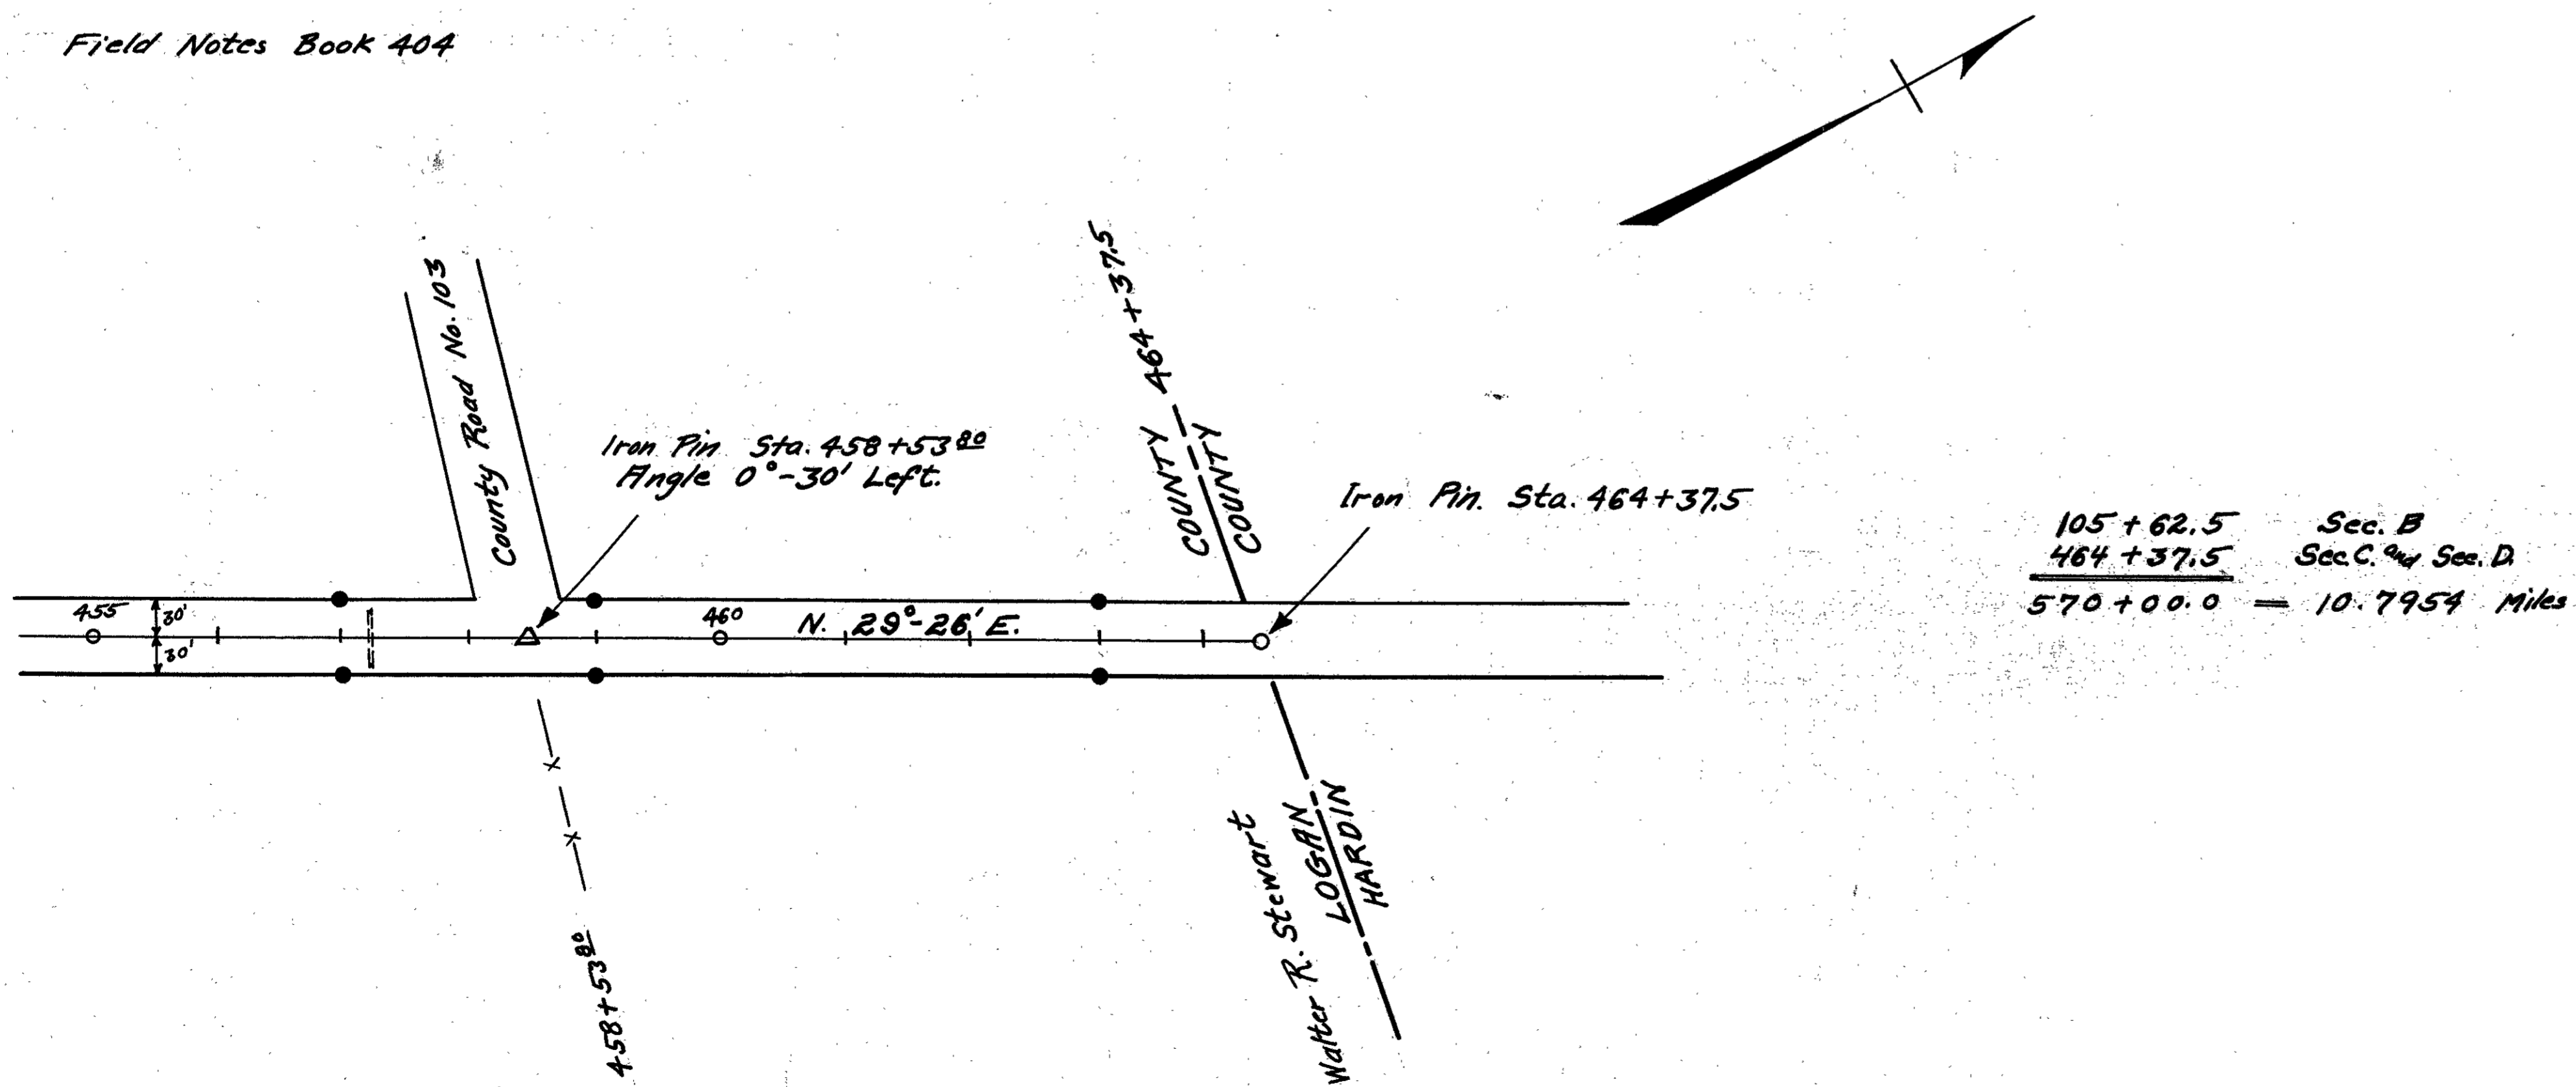 Field Notes Book 404
County Road No. 103
COUNTY 464+37.5
COUNTY
Iron Pin Sta. 458+53 80
Angle 0°-30' Left.
Iron Pin. Sta. 464+37.5
105+62.5 Sec. B
464+37.5 Sec. C. and Sec. D.
570+00.0 = 10.7954 Miles
455 30' 460 N. 29°-26' E.
30'
458+53 80
Walter R. Stewart
LOGAN
HARDIN